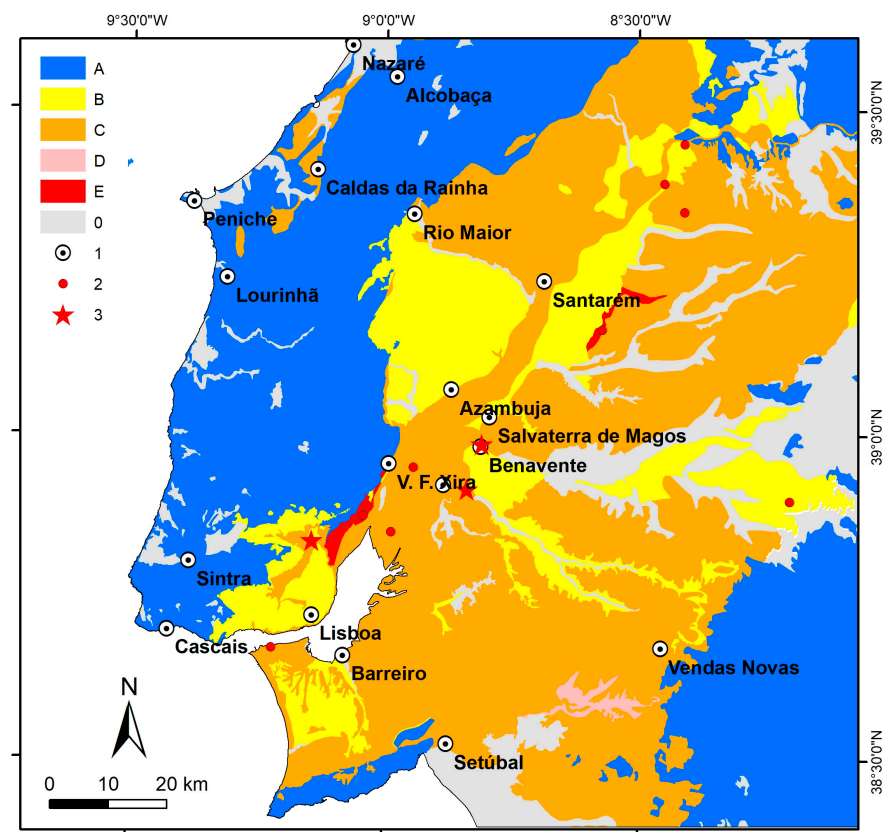 9°30'0"W
9°00'0"W
8°30'0"W
A
B
C
D
E
0
1
2
3
Nazaré
Alcobaça
39°30'0"N
Caldas da Rainha
Peniche
Rio Maior
Lourinhã
Santarém
Azambuja
Salvaterra de Magos
39°00'0"N
Benavente
V. F. Xira
Sintra
Lisboa
Cascais
Barreiro
Vendas Novas
N
Setúbal
38°30'0"N
0 10 20 km